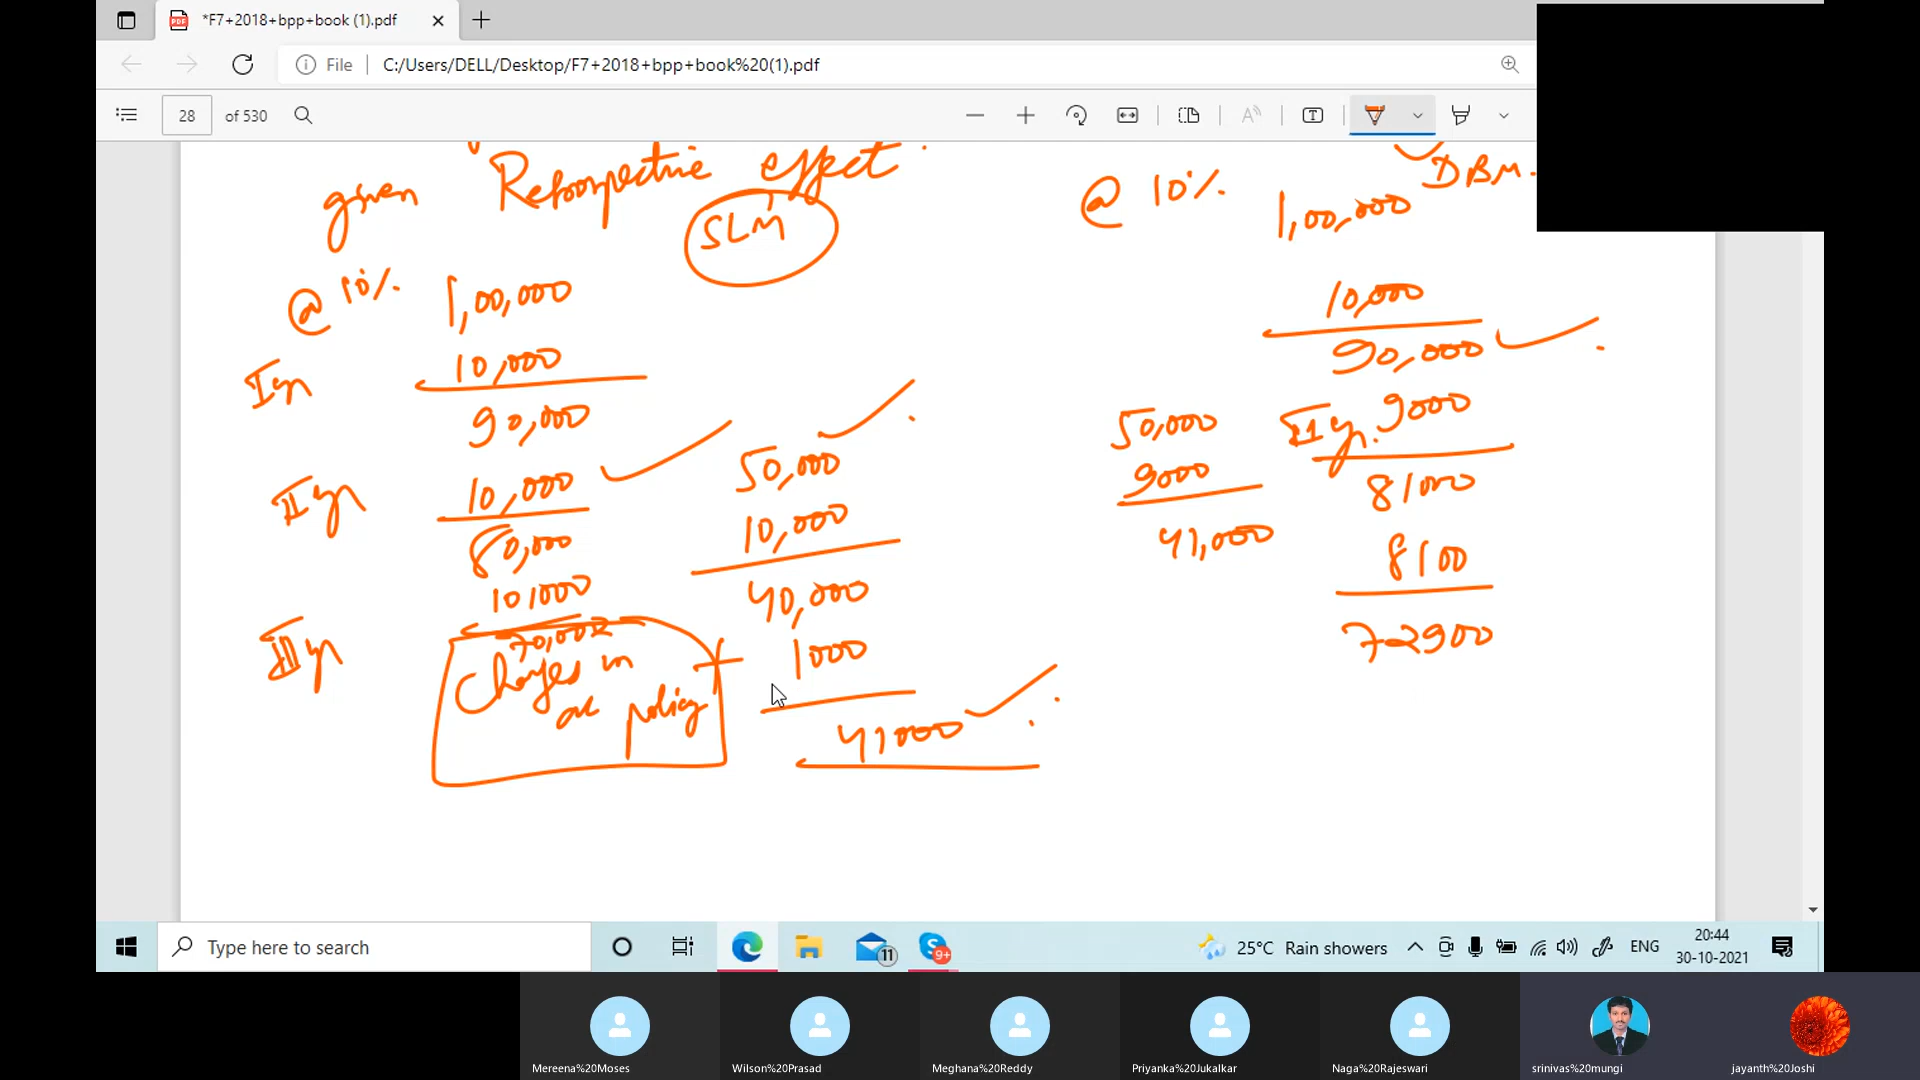 *F7+2018+bpp+book (1).pdf
File
C:/Users/DELL/Desktop/F7+2018+bpp+book%20(1).pdf
28
of 530
given "Retrospective effect
SLM
@ 10%
1,00,000
I yr
10,000
90,000
II yr
10,000
80,000
10,000
III yr
70,000
Changes in
ac policy
50,000
10,000
40,000
+ 1000
41000
DBM.
@ 10%
1,00,000
10,000
90,000
II yr.
9000
81000
8100
72900
50,000
9000
41,000
Type here to search
11
9+
25°C Rain showers
ENG
20:44
30-10-2021
Mereena%20Moses
Wilson%20Prasad
Meghana%20Reddy
Priyanka%20Jukalkar
Naga%20Rajeswari
srinivas%20mungi
jayanth%20Joshi